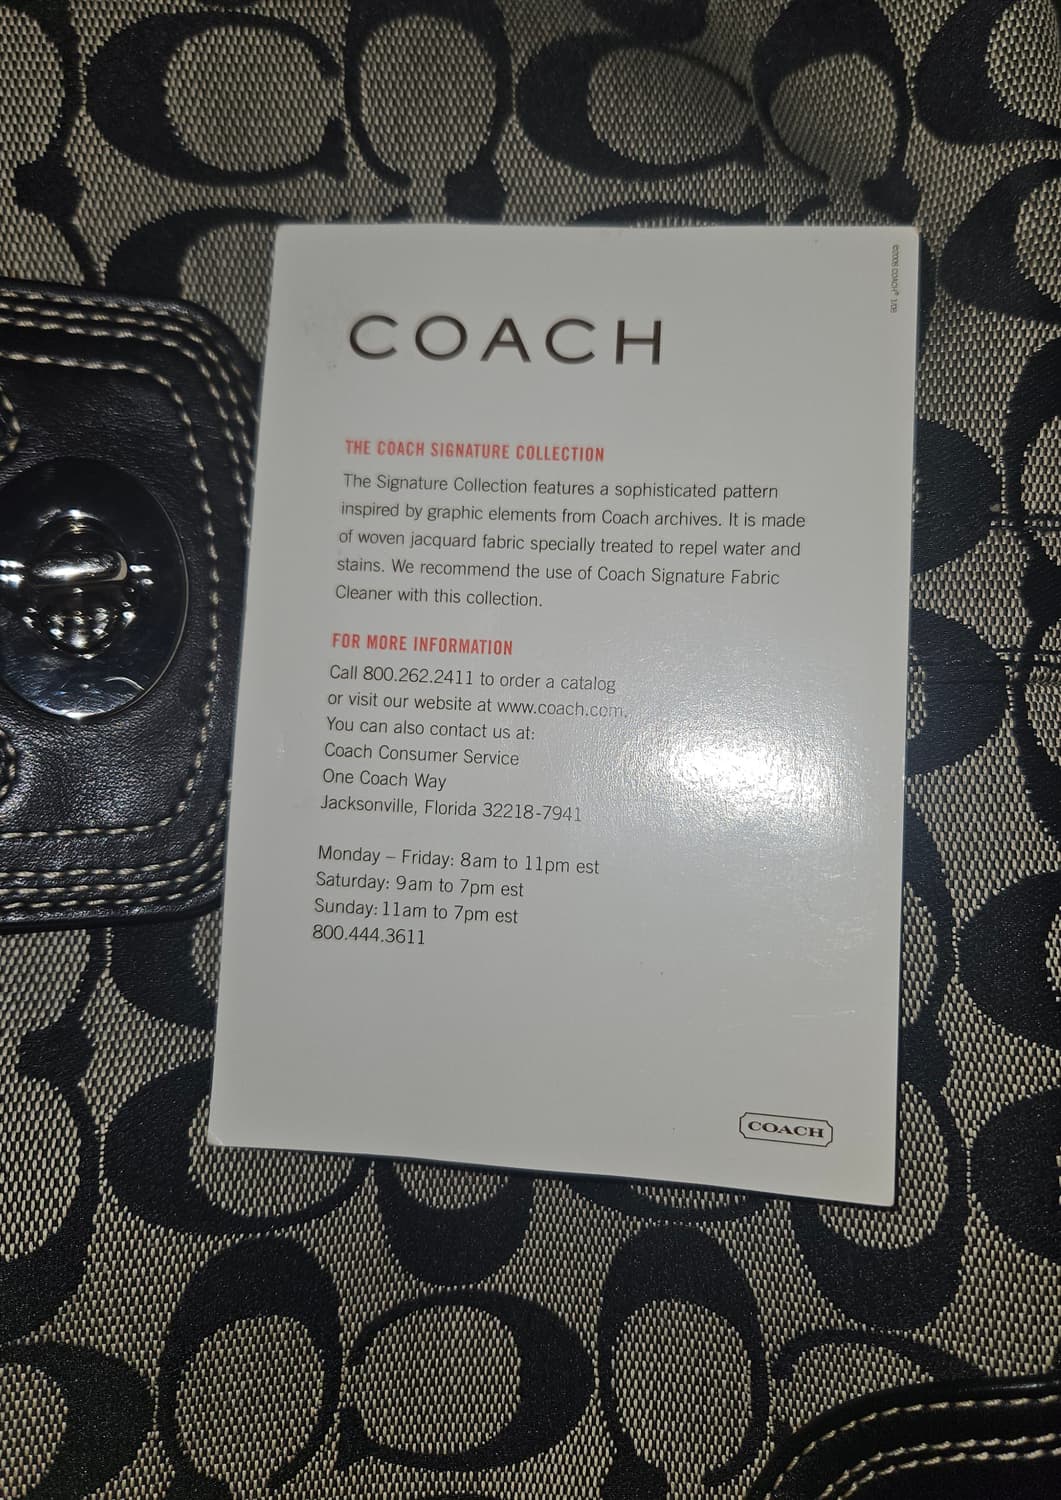 ©2008 COACH® 1/08
COACH
THE COACH SIGNATURE COLLECTION
The Signature Collection features a sophisticated pattern
inspired by graphic elements from Coach archives. It is made
of woven jacquard fabric specially treated to repel water and
stains. We recommend the use of Coach Signature Fabric
Cleaner with this collection.
FOR MORE INFORMATION
Call 800.262.2411 to order a catalog
or visit our website at www.coach.com.
You can also contact us at:
Coach Consumer Service
One Coach Way
Jacksonville, Florida 32218-7941
Monday – Friday: 8am to 11pm est
Saturday: 9am to 7pm est
Sunday: 11am to 7pm est
800.444.3611
COACH